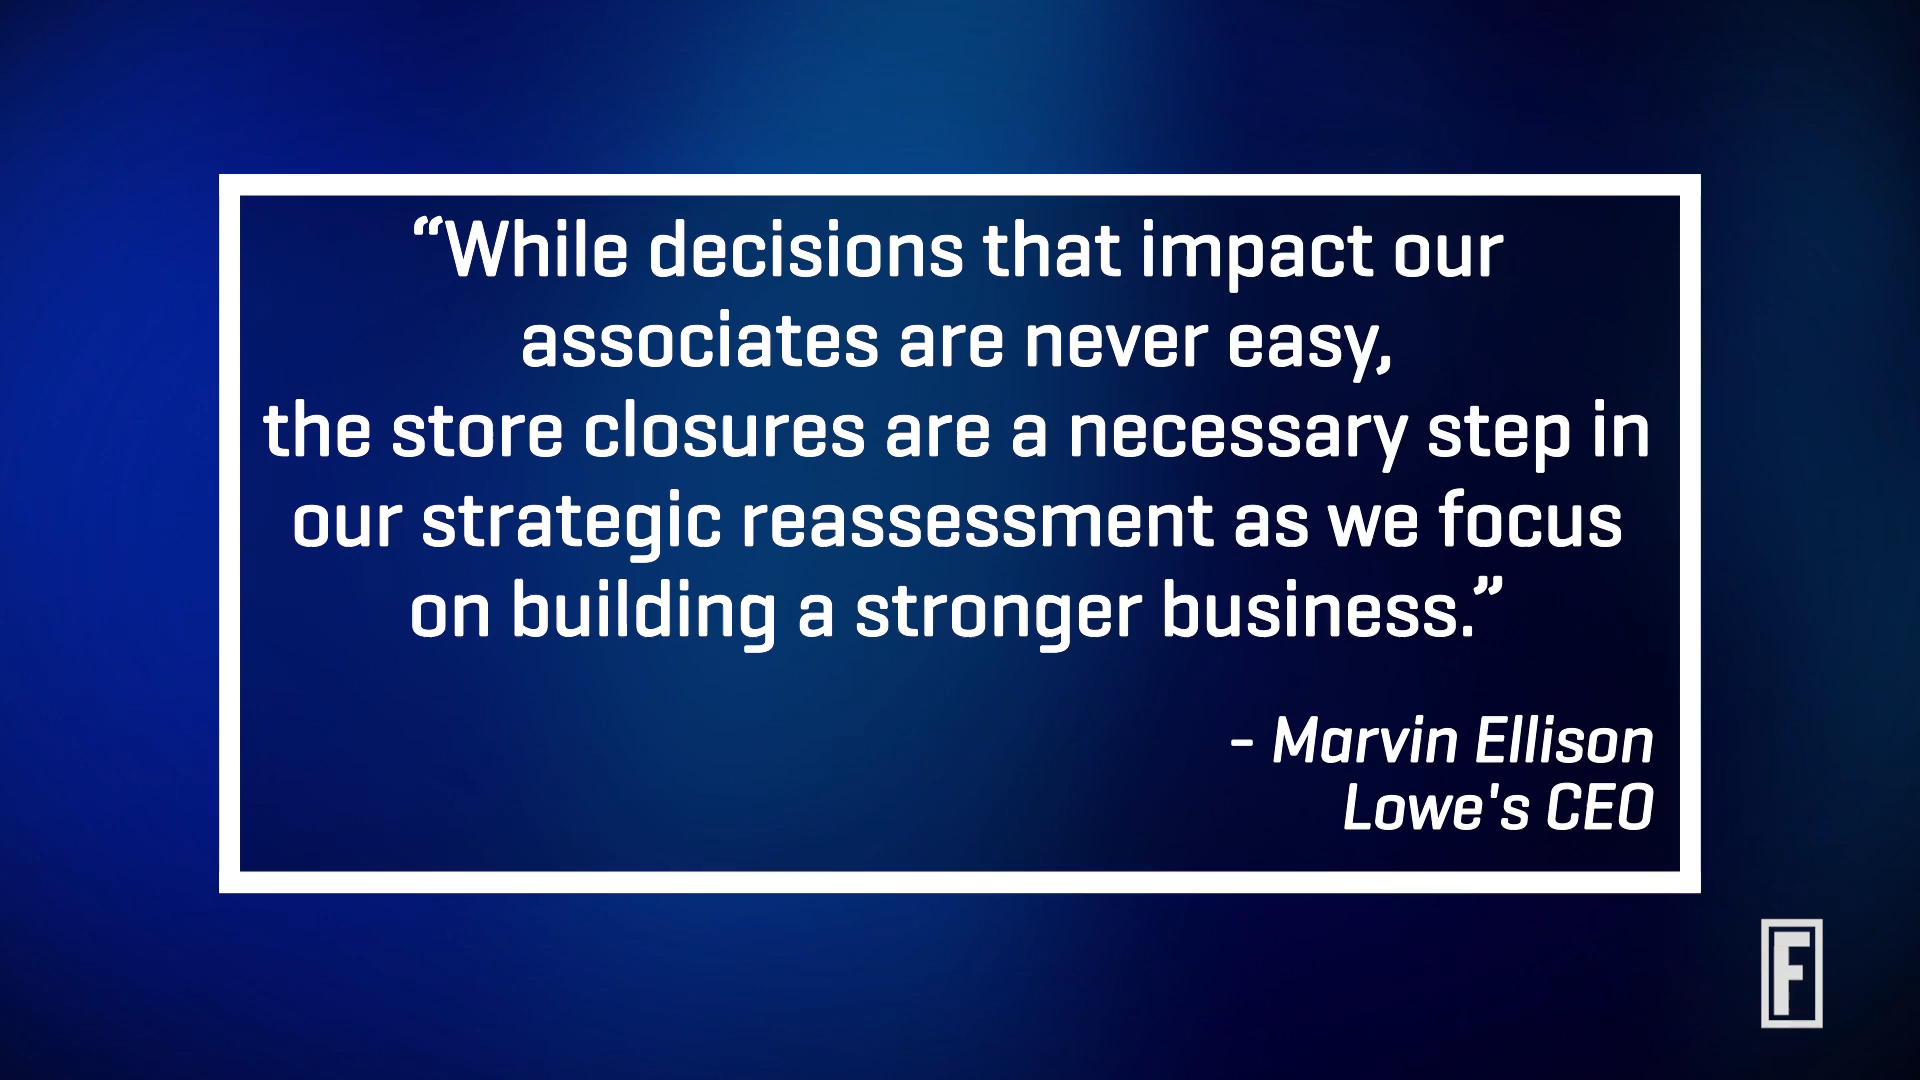 “While decisions that impact our
associates are never easy,
the store closures are a necessary step in
our strategic reassessment as we focus
on building a stronger business.”
- Marvin Ellison
Lowe's CEO
F